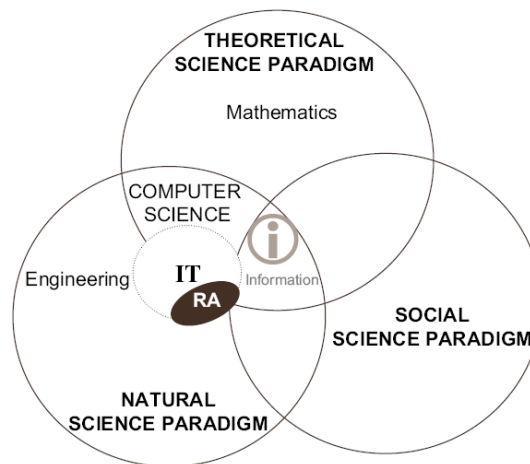 THEORETICAL
SCIENCE PARADIGM
Mathematics
COMPUTER
SCIENCE
i
Engineering
IT
Information
RA
SOCIAL
SCIENCE PARADIGM
NATURAL
SCIENCE PARADIGM